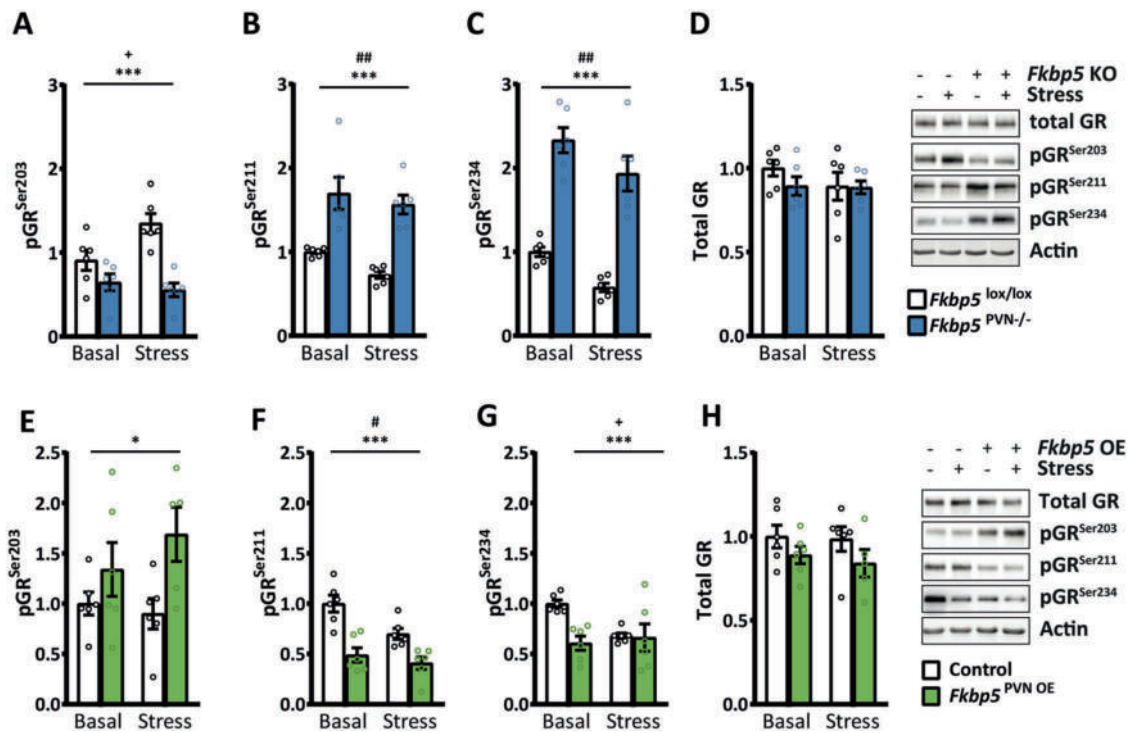 A
+
***
pGR^Ser203
3
2
1
0
Basal Stress
B
##
***
pGR^Ser211
3
2
1
0
Basal Stress
C
##
***
pGR^Ser234
3
2
1
0
Basal Stress
D
Total GR
1.5
1.0
0.5
0.0
Basal Stress
- - + + Fkbp5 KO
- + - + Stress
total GR
pGR^Ser203
pGR^Ser211
pGR^Ser234
Actin
Fkbp5 lox/lox
Fkbp5 PVN-/-
E
*
pGR^Ser203
2.5
2.0
1.5
1.0
0.5
0.0
Basal Stress
F
#
***
pGR^Ser211
2.5
2.0
1.5
1.0
0.5
0.0
Basal Stress
G
+
***
pGR^Ser234
2.5
2.0
1.5
1.0
0.5
0.0
Basal Stress
H
Total GR
1.5
1.0
0.5
0.0
Basal Stress
- - + + Fkbp5 OE
- + - + Stress
Total GR
pGR^Ser203
pGR^Ser211
pGR^Ser234
Actin
Control
Fkbp5 PVN OE